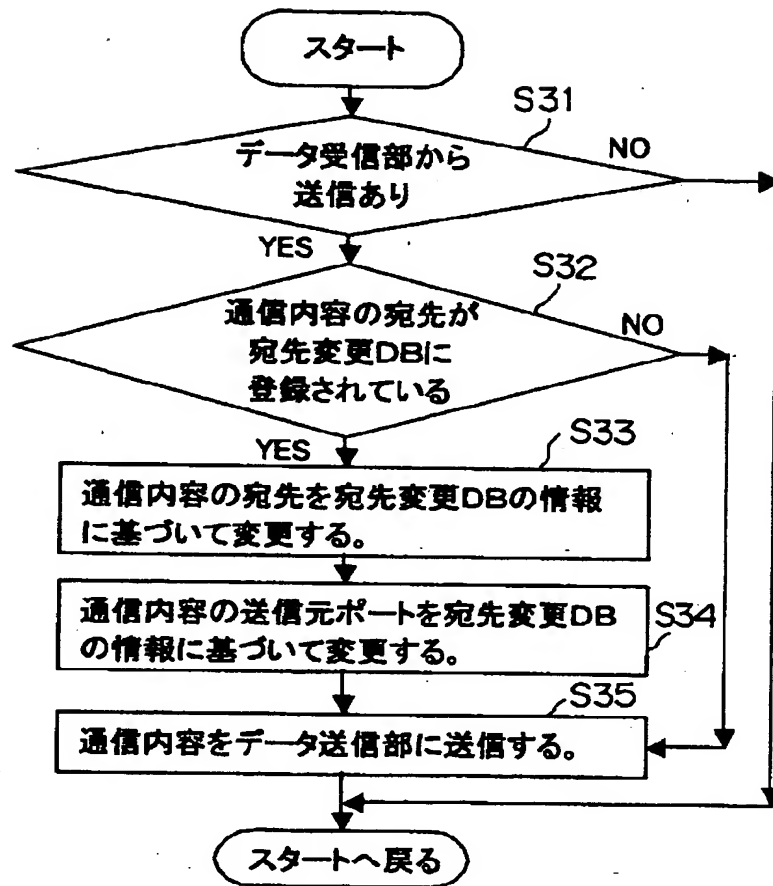 スタート
S31
データ受信部から
送信あり
NO
YES
S32
通信内容の宛先が
宛先変更DBに
登録されている
NO
YES
S33
通信内容の宛先を宛先変更DBの情報
に基づいて変更する。
S34
通信内容の送信元ポートを宛先変更DB
の情報に基づいて変更する。
S35
通信内容をデータ送信部に送信する。
スタートへ戻る